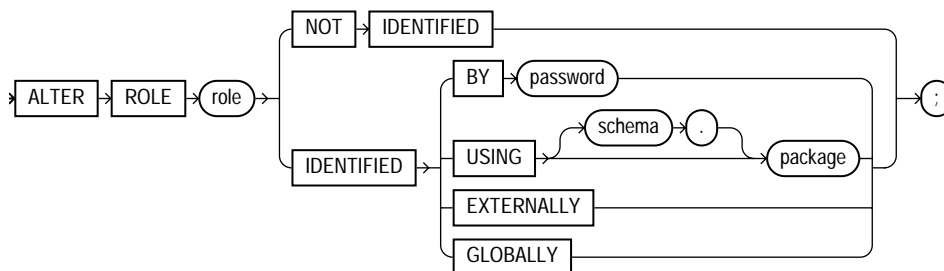 NOT IDENTIFIED
BY password
ALTER ROLE role ;
schema .
IDENTIFIED USING package
EXTERNALLY
GLOBALLY